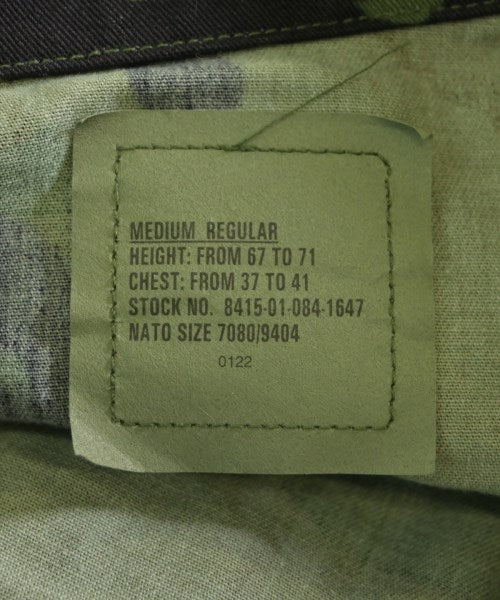 MEDIUM REGULAR
HEIGHT: FROM 67 TO 71
CHEST: FROM 37 TO 41
STOCK NO. 8415-01-084-1647
NATO SIZE 7080/9404
0122